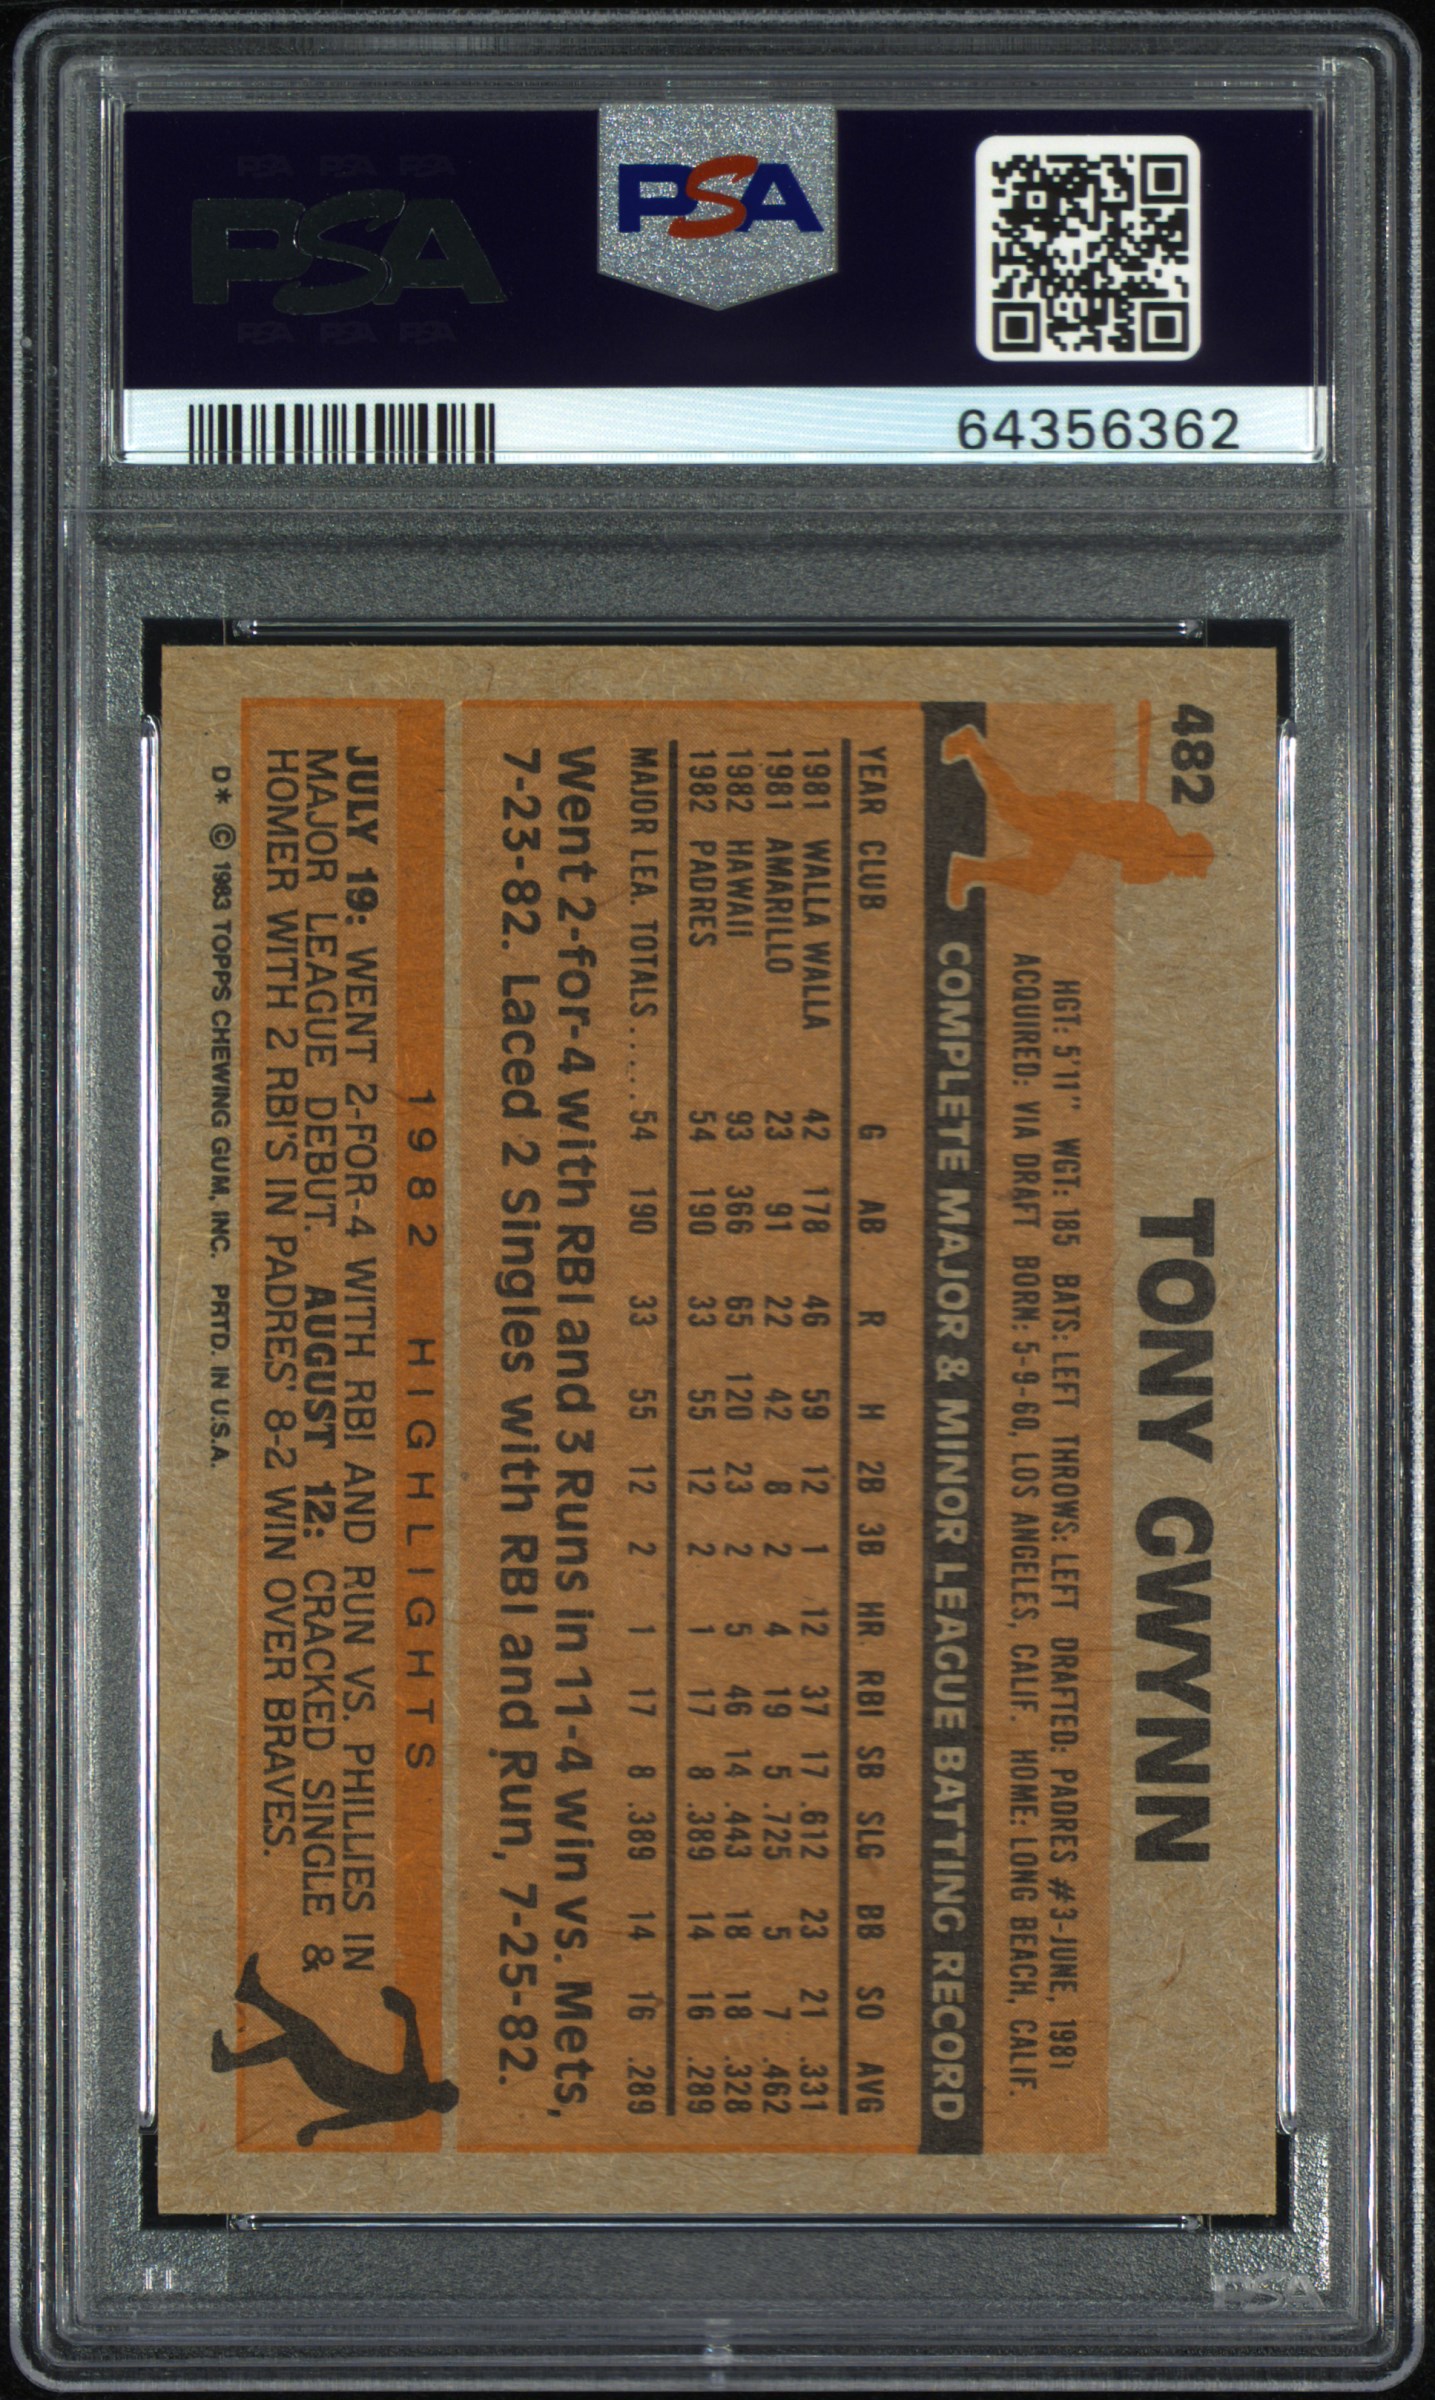 PSA PSA PSA
PSA
PSA PSA PSA
PSA
64356362
482
TONY GWYNN
HGT: 5'11" WGT: 185 BATS: LEFT THROWS: LEFT DRAFTED: PADRES #3-JUNE, 1981
ACQUIRED: VIA DRAFT BORN: 5-9-60, LOS ANGELES, CALIF. HOME: LONG BEACH, CALIF.
COMPLETE MAJOR & MINOR LEAGUE BATTING RECORD
YEAR CLUB G AB R H 2B 3B HR RBI SB SLG BB SO AVG
1981 WALLA WALLA 42 178 46 59 12 1 12 37 17 .612 23 21 .331
1981 AMARILLO 23 91 22 42 8 2 4 19 5 .725 5 7 .462
1982 HAWAII 93 366 65 120 23 2 5 46 14 .443 18 18 .328
1982 PADRES 54 190 33 55 12 2 1 17 8 .389 14 16 .289
MAJOR LEA. TOTALS..... 54 190 33 55 12 2 1 17 8 .389 14 16 .289
Went 2-for-4 with RBI and 3 Runs in 11-4 win vs. Mets,
7-23-82. Laced 2 Singles with RBI and Run, 7-25-82.
1982 HIGHLIGHTS
JULY 19: WENT 2-FOR-4 WITH RBI AND RUN VS. PHILLIES IN
MAJOR LEAGUE DEBUT. AUGUST 12: CRACKED SINGLE &
HOMER WITH 2 RBI'S IN PADRES' 8-2 WIN OVER BRAVES.
D* © 1983 TOPPS CHEWING GUM, INC. PRTD. IN U.S.A.
PSA